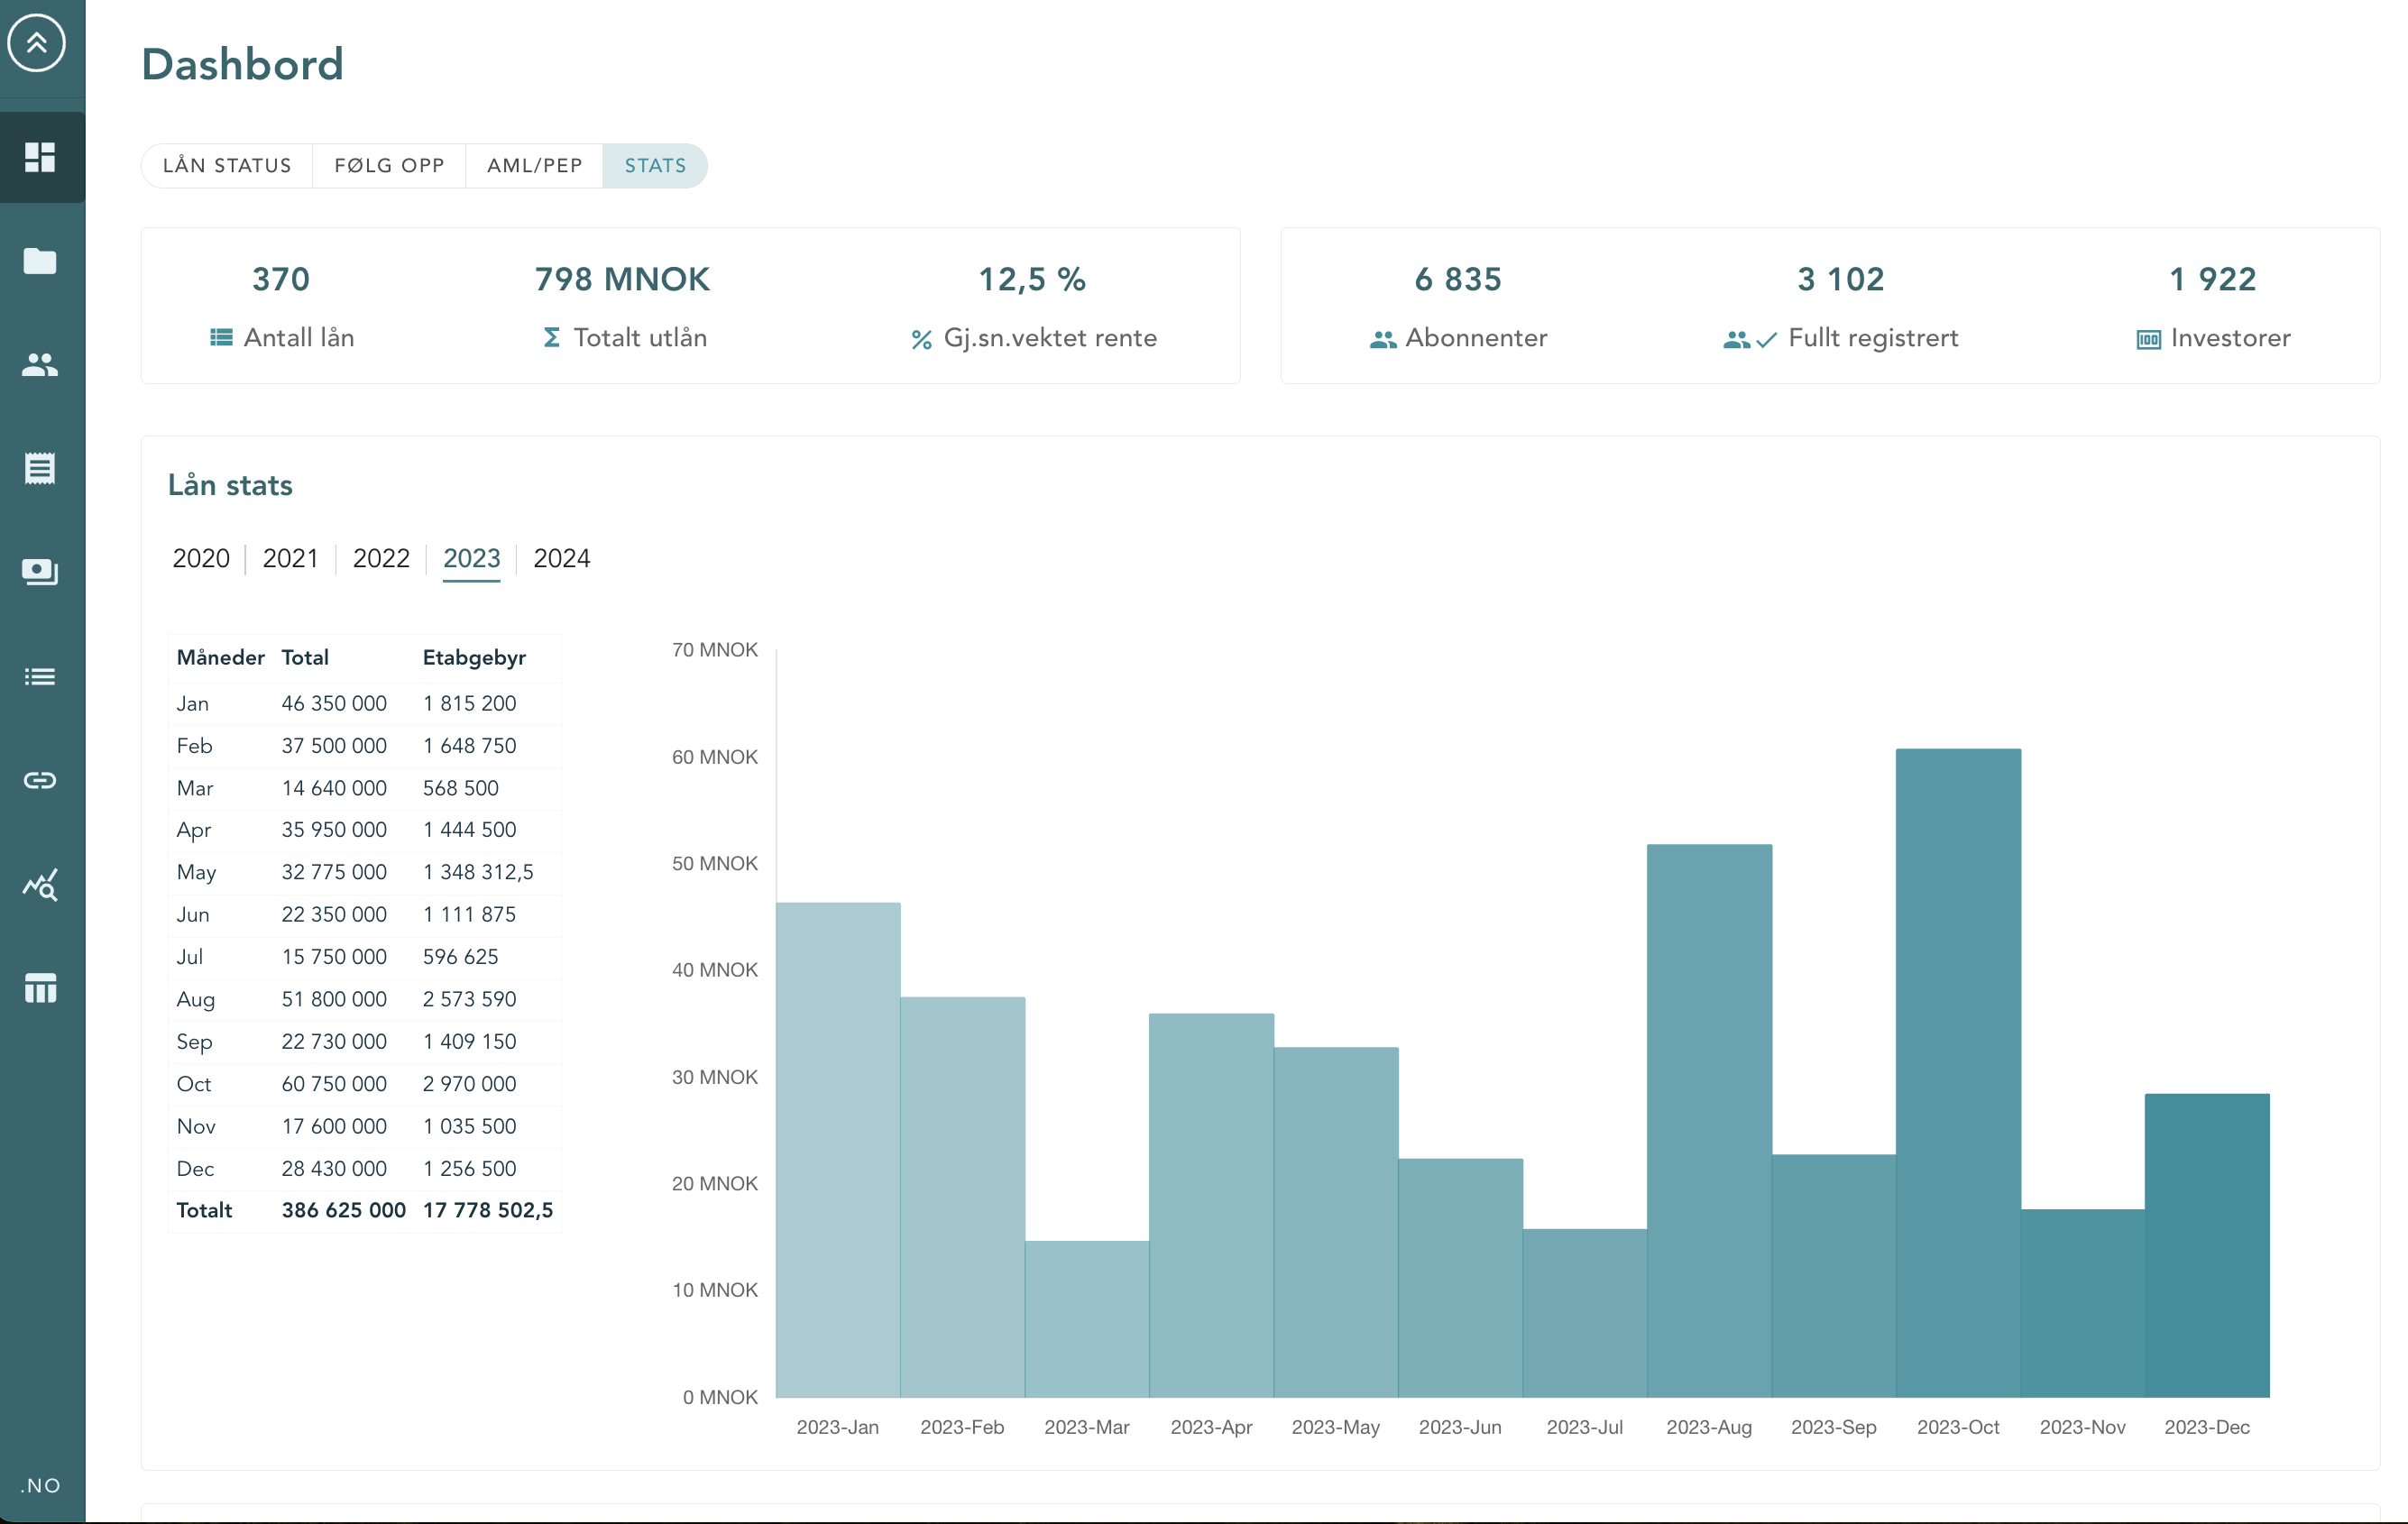 Dashbord
LÅN STATUS FØLG OPP AML/PEP STATS
370 798 MNOK 12,5 %
Antall lån Totalt utlån Gj.sn.vektet rente
6 835 3 102 1 922
Abonnenter Fullt registrert Investorer
Lån stats
2020 2021 2022 2023 2024
Måneder Total Etabgebyr
Jan 46 350 000 1 815 200
Feb 37 500 000 1 648 750
Mar 14 640 000 568 500
Apr 35 950 000 1 444 500
May 32 775 000 1 348 312,5
Jun 22 350 000 1 111 875
Jul 15 750 000 596 625
Aug 51 800 000 2 573 590
Sep 22 730 000 1 409 150
Oct 60 750 000 2 970 000
Nov 17 600 000 1 035 500
Dec 28 430 000 1 256 500
Totalt 386 625 000 17 778 502,5
70 MNOK
60 MNOK
50 MNOK
40 MNOK
30 MNOK
20 MNOK
10 MNOK
0 MNOK
2023-Jan 2023-Feb 2023-Mar 2023-Apr 2023-May 2023-Jun 2023-Jul 2023-Aug 2023-Sep 2023-Oct 2023-Nov 2023-Dec
.NO